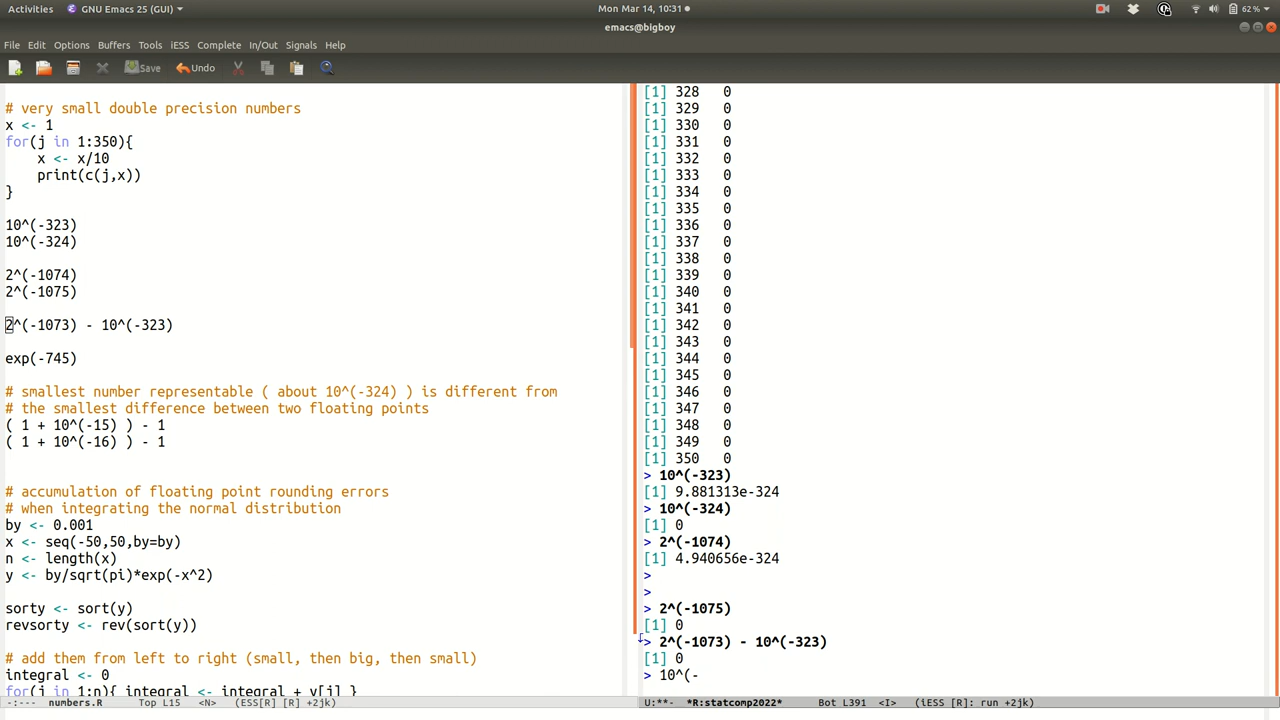 Activities GNU Emacs 25 (GUI) Mon Mar 14, 10:31 62%
emacs@bigboy
File Edit Options Buffers Tools iESS Complete In/Out Signals Help
Save Undo
# very small double precision numbers
x <- 1
for(j in 1:350){
    x <- x/10
    print(c(j,x))
}
10^(-323)
10^(-324)
2^(-1074)
2^(-1075)
2^(-1073) - 10^(-323)
exp(-745)
# smallest number representable ( about 10^(-324) ) is different from
# the smallest difference between two floating points
( 1 + 10^(-15) ) - 1
( 1 + 10^(-16) ) - 1
# accumulation of floating point rounding errors
# when integrating the normal distribution
by <- 0.001
x <- seq(-50,50,by=by)
n <- length(x)
y <- by/sqrt(pi)*exp(-x^2)
sorty <- sort(y)
revsorty <- rev(sort(y))
# add them from left to right (small, then big, then small)
integral <- 0
for(j in 1:n){ integral <- integral + y[j] }
-:--- numbers.R Top L15 <N> (ESS[R] [R] +2jk)
[1] 328 0
[1] 329 0
[1] 330 0
[1] 331 0
[1] 332 0
[1] 333 0
[1] 334 0
[1] 335 0
[1] 336 0
[1] 337 0
[1] 338 0
[1] 339 0
[1] 340 0
[1] 341 0
[1] 342 0
[1] 343 0
[1] 344 0
[1] 345 0
[1] 346 0
[1] 347 0
[1] 348 0
[1] 349 0
[1] 350 0
> 10^(-323)
[1] 9.881313e-324
> 10^(-324)
[1] 0
> 2^(-1074)
[1] 4.940656e-324
>
>
> 2^(-1075)
[1] 0
> 2^(-1073) - 10^(-323)
[1] 0
> 10^(-
U:**- *R:statcomp2022* Bot L391 <I> (iESS [R]: run +2jk)